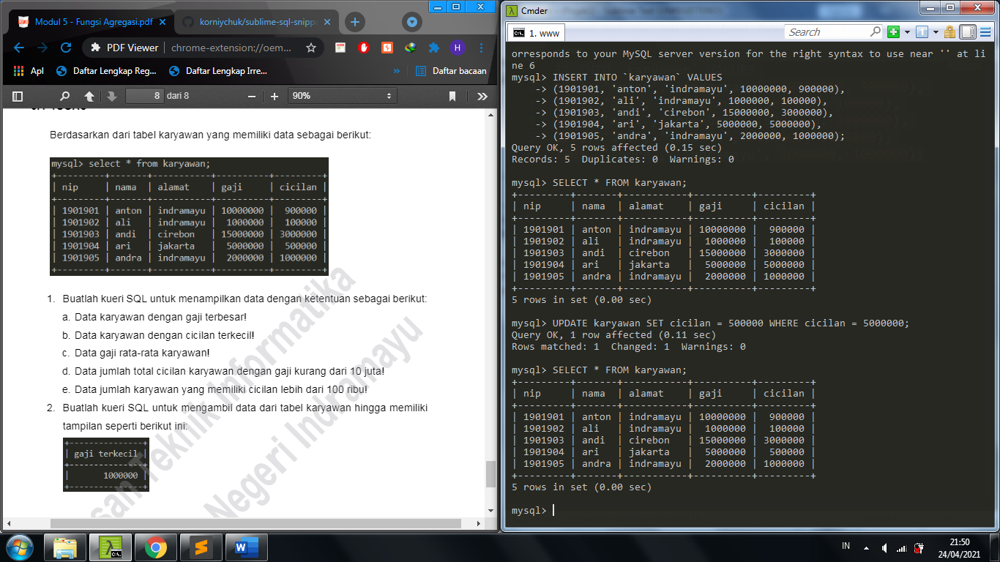 Modul 5 - Fungsi Agregasi.pdf
korniychuk/sublime-sql-snippe
PDF Viewer
chrome-extension://oem...
H
Apl
Daftar Lengkap Reg...
Daftar Lengkap Irre...
»
Daftar bacaan
8 dari 8
90%
Berdasarkan dari tabel karyawan yang memiliki data sebagai berikut:
mysql> select * from karyawan;
+---------+-------+-----------+----------+---------+
| nip | nama | alamat | gaji | cicilan |
+---------+-------+-----------+----------+---------+
| 1901901 | anton | indramayu | 10000000 | 900000 |
| 1901902 | ali | indramayu | 1000000 | 100000 |
| 1901903 | andi | cirebon | 15000000 | 3000000 |
| 1901904 | ari | jakarta | 5000000 | 500000 |
| 1901905 | andra | indramayu | 2000000 | 1000000 |
+---------+-------+-----------+----------+---------+
1. Buatlah kueri SQL untuk menampilkan data dengan ketentuan sebagai berikut:
a. Data karyawan dengan gaji terbesar!
b. Data karyawan dengan cicilan terkecil!
c. Data gaji rata-rata karyawan!
d. Data jumlah total cicilan karyawan dengan gaji kurang dari 10 juta!
e. Data jumlah karyawan yang memiliki cicilan lebih dari 100 ribu!
2. Buatlah kueri SQL untuk mengambil data dari tabel karyawan hingga memiliki
tampilan seperti berikut ini:
+---------------+
| gaji terkecil |
+---------------+
| 1000000 |
+---------------+
san Teknik Informatika
Negeri Indramayu
Cmder
1. www
Search
orresponds to your MySQL server version for the right syntax to use near '' at li
ne 6
mysql> INSERT INTO `karyawan` VALUES
-> (1901901, 'anton', 'indramayu', 10000000, 900000),
-> (1901902, 'ali', 'indramayu', 1000000, 100000),
-> (1901903, 'andi', 'cirebon', 15000000, 3000000),
-> (1901904, 'ari', 'jakarta', 5000000, 5000000),
-> (1901905, 'andra', 'indramayu', 2000000, 1000000);
Query OK, 5 rows affected (0.15 sec)
Records: 5 Duplicates: 0 Warnings: 0
mysql> SELECT * FROM karyawan;
+---------+-------+-----------+----------+---------+
| nip | nama | alamat | gaji | cicilan |
+---------+-------+-----------+----------+---------+
| 1901901 | anton | indramayu | 10000000 | 900000 |
| 1901902 | ali | indramayu | 1000000 | 100000 |
| 1901903 | andi | cirebon | 15000000 | 3000000 |
| 1901904 | ari | jakarta | 5000000 | 5000000 |
| 1901905 | andra | indramayu | 2000000 | 1000000 |
+---------+-------+-----------+----------+---------+
5 rows in set (0.00 sec)
mysql> UPDATE karyawan SET cicilan = 500000 WHERE cicilan = 5000000;
Query OK, 1 row affected (0.11 sec)
Rows matched: 1 Changed: 1 Warnings: 0
mysql> SELECT * FROM karyawan;
+---------+-------+-----------+----------+---------+
| nip | nama | alamat | gaji | cicilan |
+---------+-------+-----------+----------+---------+
| 1901901 | anton | indramayu | 10000000 | 900000 |
| 1901902 | ali | indramayu | 1000000 | 100000 |
| 1901903 | andi | cirebon | 15000000 | 3000000 |
| 1901904 | ari | jakarta | 5000000 | 500000 |
| 1901905 | andra | indramayu | 2000000 | 1000000 |
+---------+-------+-----------+----------+---------+
5 rows in set (0.00 sec)
mysql>
IN
21:50
24/04/2021